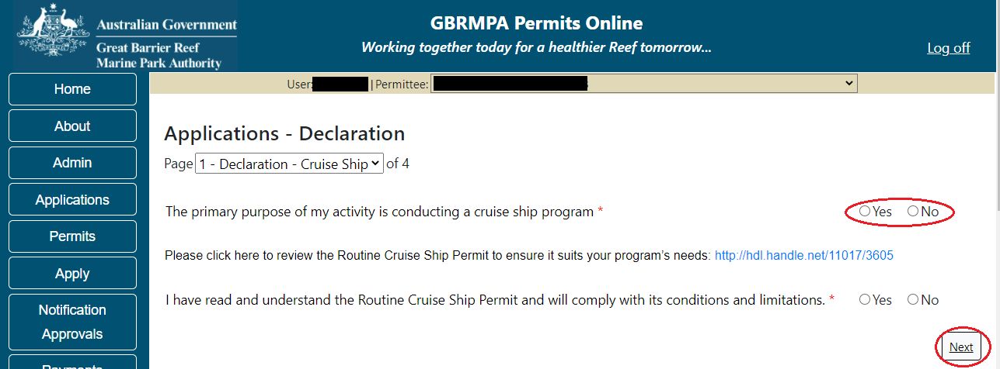 Australian Government
Great Barrier Reef
Marine Park Authority
GBRMPA Permits Online
Working together today for a healthier Reef tomorrow...
Log off
Home
About
Admin
Applications
Permits
Apply
Notification
Approvals
Payments
User: | Permittee:
Applications - Declaration
Page 1 - Declaration - Cruise Ship of 4
The primary purpose of my activity is conducting a cruise ship program * Yes No
Please click here to review the Routine Cruise Ship Permit to ensure it suits your program’s needs: http://hdl.handle.net/11017/3605
I have read and understand the Routine Cruise Ship Permit and will comply with its conditions and limitations. * Yes No
Next